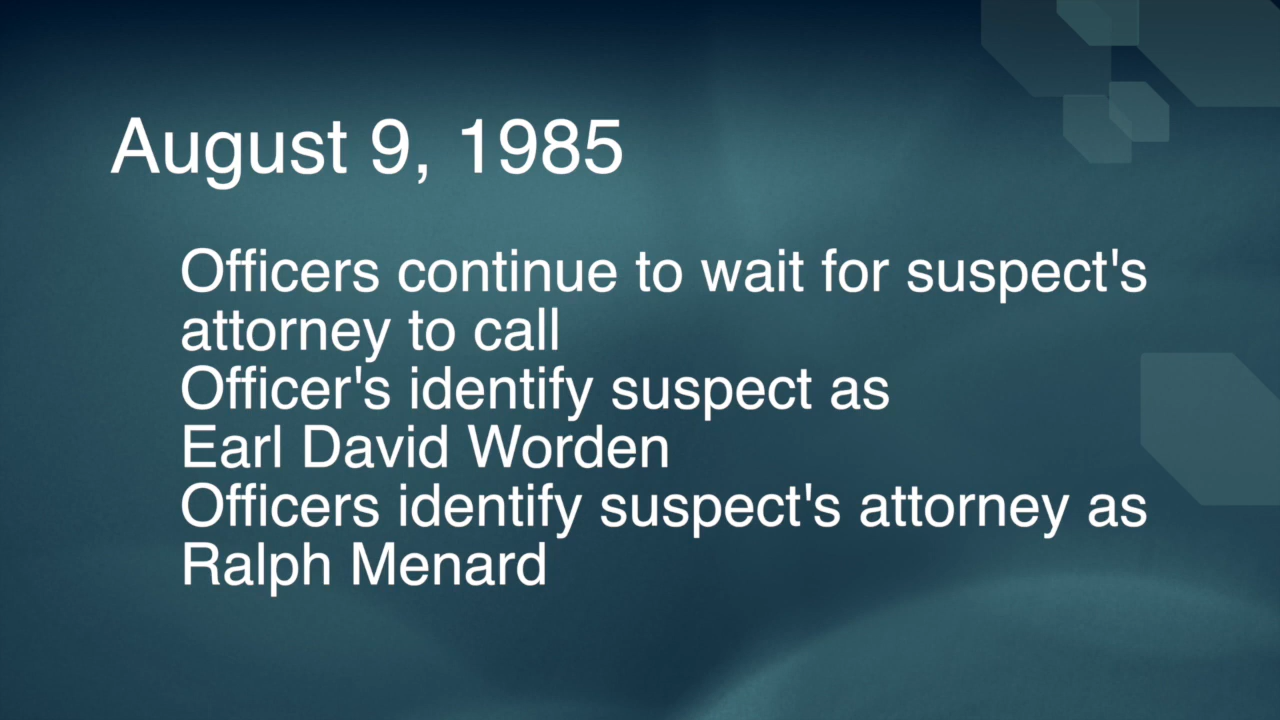 August 9, 1985
Officers continue to wait for suspect's
attorney to call
Officer's identify suspect as
Earl David Worden
Officers identify suspect's attorney as
Ralph Menard